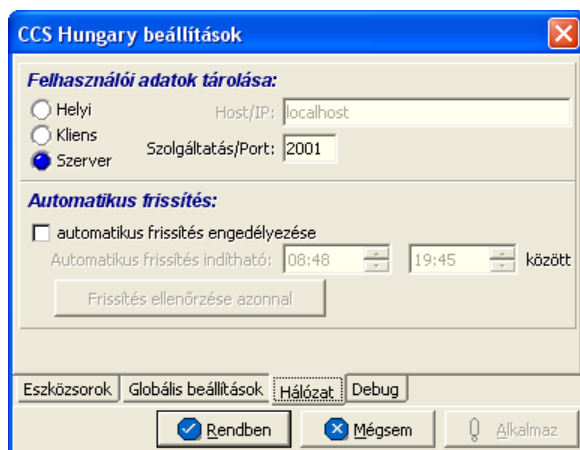 CCS Hungary beállítások
Felhasználói adatok tárolása:
Helyi
Host/IP: localhost
Kliens
Szolgáltatás/Port: 2001
Szerver
Automatikus frissítés:
automatikus frissítés engedélyezése
Automatikus frissítés indítható: 08:48 19:45 között
Frissítés ellenőrzése azonnal
Eszközsorok Globális beállítások Hálózat Debug
Rendben Mégsem Alkalmaz